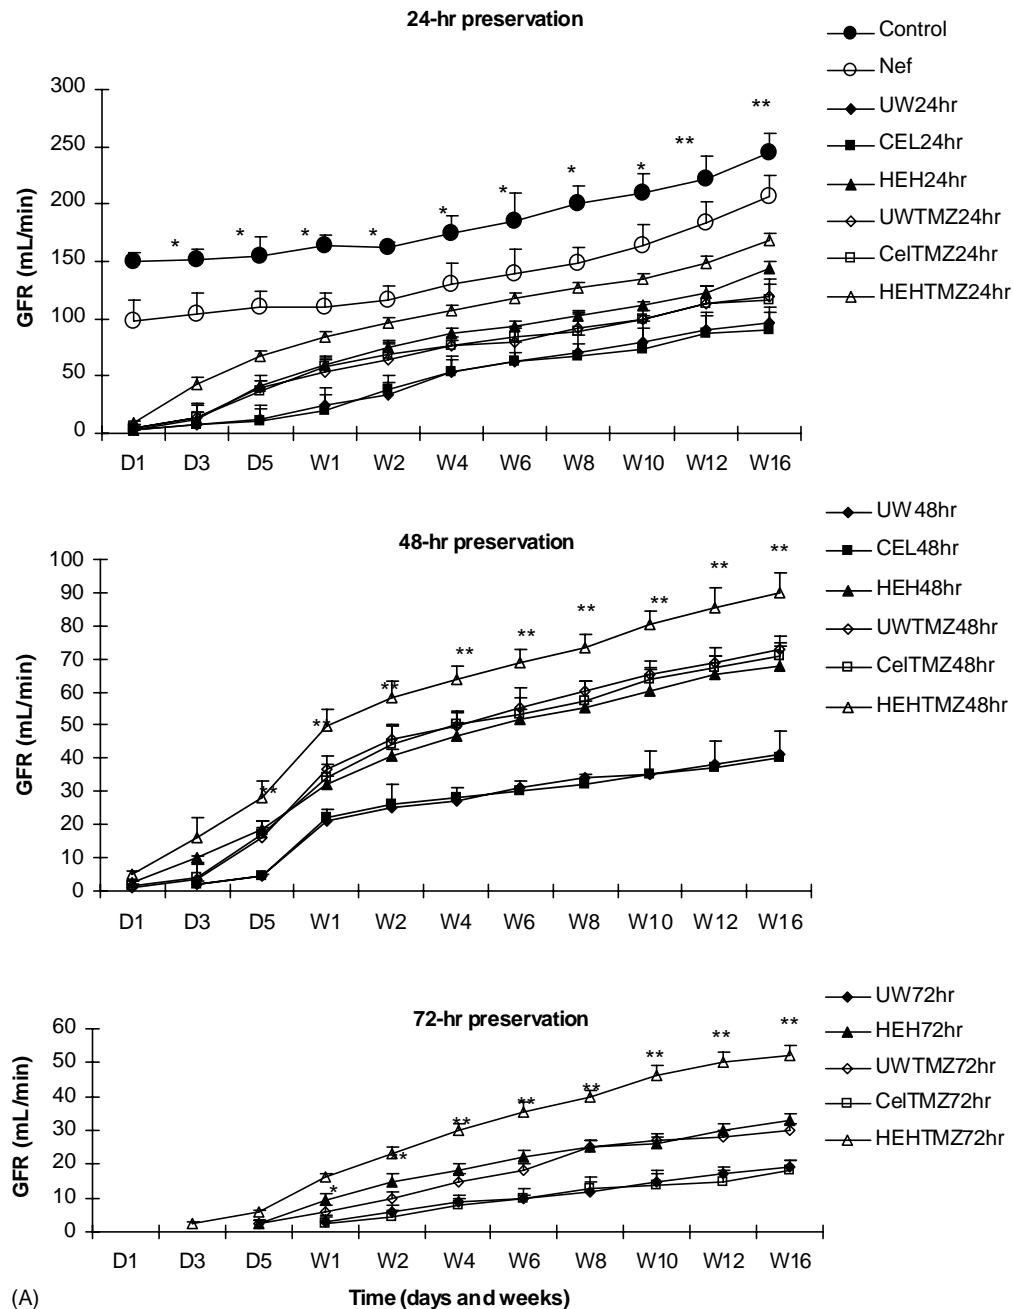 24-hr preservation
Control
Nef
UW24hr
CEL24hr
HEH24hr
UWTMZ24hr
CelTMZ24hr
HEHTMZ24hr
GFR (mL/min)
300
250
200
150
100
50
0
* * * * * * * * ** **
D1 D3 D5 W1 W2 W4 W6 W8 W10 W12 W16
48-hr preservation
UW48hr
CEL48hr
HEH48hr
UWTMZ48hr
CelTMZ48hr
HEHTMZ48hr
GFR (mL/min)
100
90
80
70
60
50
40
30
20
10
0
** ** ** ** ** ** ** ** **
D1 D3 D5 W1 W2 W4 W6 W8 W10 W12 W16
72-hr preservation
UW72hr
HEH72hr
UWTMZ72hr
CelTMZ72hr
HEHTMZ72hr
GFR (mL/min)
60
50
40
30
20
10
0
* * ** ** ** ** ** **
D1 D3 D5 W1 W2 W4 W6 W8 W10 W12 W16
(A) Time (days and weeks)